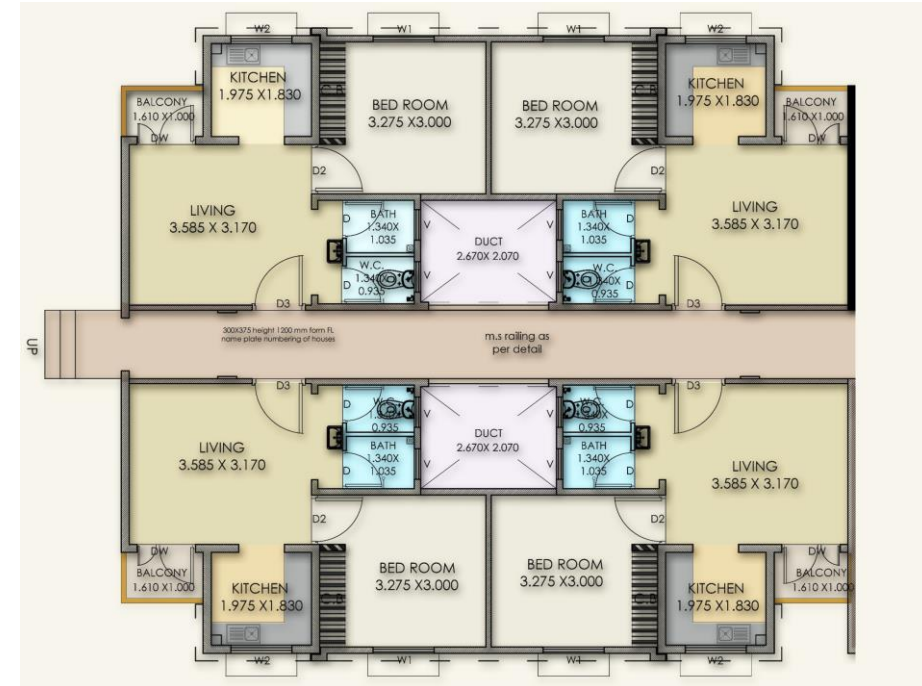 W2
W1
W1
W2
KITCHEN
1.975 X1.830
BED ROOM
3.275 X3.000
C.B
BED ROOM
3.275 X3.000
C.B
KITCHEN
1.975 X1.830
BALCONY
1.610 X1.000
DW
BALCONY
1.610 X1.000
DW
D2
D2
LIVING
3.585 X 3.170
D
BATH
1.340X
1.035
V
DUCT
2.670X 2.070
V
BATH
1.340X
1.035
D
LIVING
3.585 X 3.170
D
W.C.
1.340X
0.935
V
V
W.C.
1.340X
0.935
D
D3
D3
UP
300X375 height 1200 mm form FL
name plate numbering of houses
m.s railing as
per detail
D3
D3
D
W.C.
0.935
V
V
W.C.
0.935
D
LIVING
3.585 X 3.170
D
BATH
1.340X
1.035
V
DUCT
2.670X 2.070
V
BATH
1.340X
1.035
D
LIVING
3.585 X 3.170
D2
D2
DW
BALCONY
1.610 X1.000
DW
BALCONY
1.610 X1.000
KITCHEN
1.975 X1.830
C.B
BED ROOM
3.275 X3.000
BED ROOM
3.275 X3.000
C.B
KITCHEN
1.975 X1.830
W2
W1
W1
W2